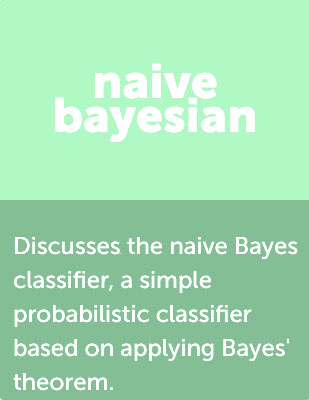 naive
bayesian
Discusses the naive Bayes
classifier, a simple
probabilistic classifier
based on applying Bayes'
theorem.